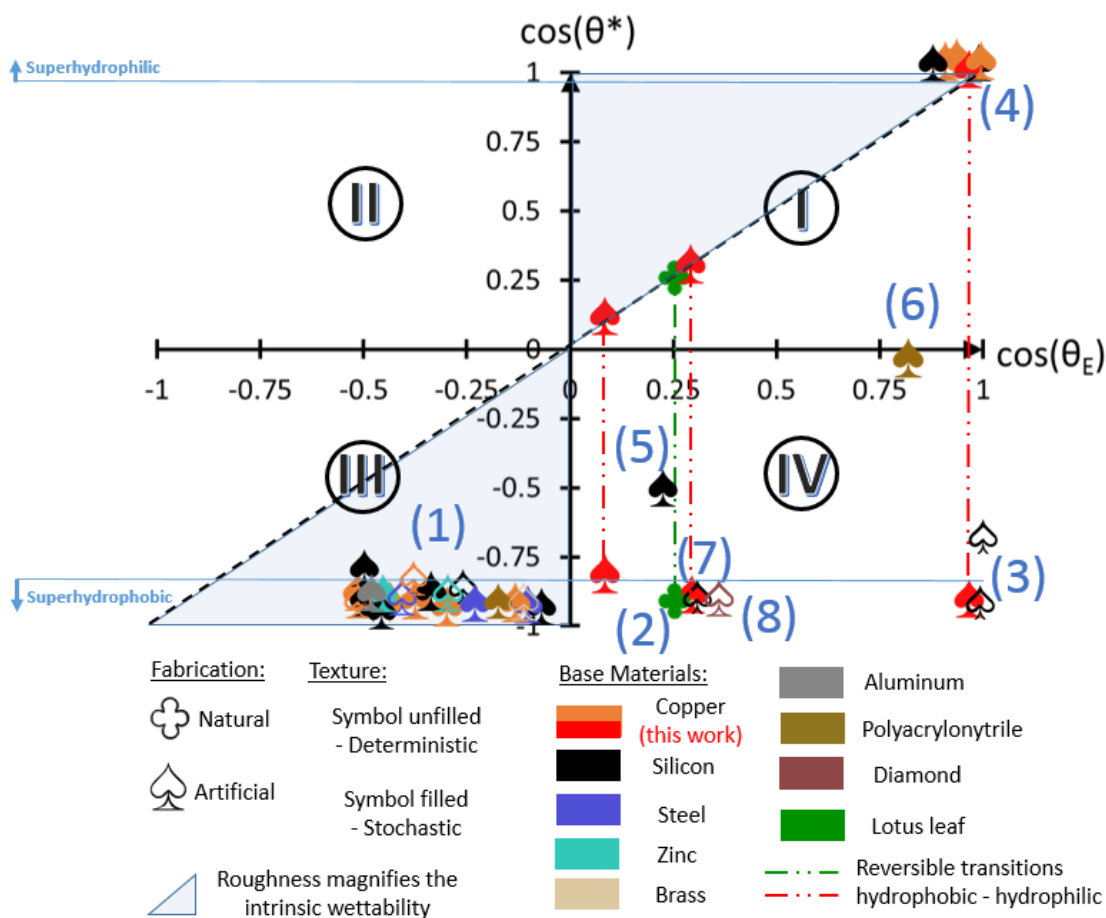 cos(θ*)
Superhydrophilic
1
(4)
0.75
II
I
0.5
0.25
(6)
0
cos(θE)
-1
-0.75
-0.5
-0.25
0
0.25
0.5
0.75
1
-0.25
(5)
III
IV
-0.5
(1)
-0.75
(7)
(3)
Superhydrophobic
-1
(2)
(8)
Fabrication:
Natural
Artificial
Texture:
Symbol unfilled
- Deterministic
Symbol filled
- Stochastic
Roughness magnifies the
intrinsic wettability
Base Materials:
Copper
(this work)
Silicon
Steel
Zinc
Brass
Aluminum
Polyacrylonytrile
Diamond
Lotus leaf
Reversible transitions
hydrophobic - hydrophilic